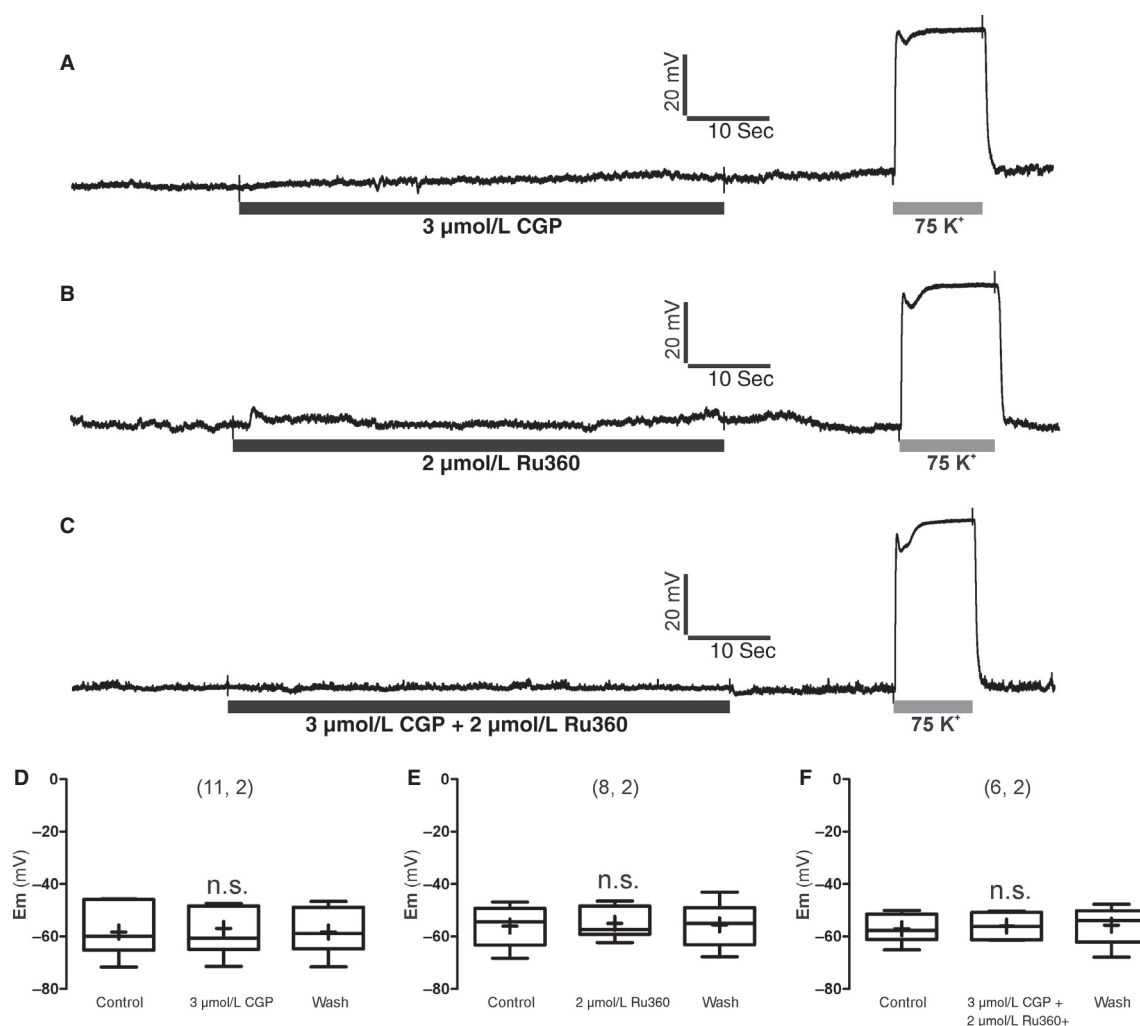 A
20 mV
10 Sec
3 µmol/L CGP
75 K⁺
B
20 mV
10 Sec
2 µmol/L Ru360
75 K⁺
C
20 mV
10 Sec
3 µmol/L CGP + 2 µmol/L Ru360
75 K⁺
D
(11, 2)
Em (mV)
0
–20
–40
–60
–80
n.s.
Control
3 µmol/L CGP
Wash
E
(8, 2)
Em (mV)
0
–20
–40
–60
–80
n.s.
Control
2 µmol/L Ru360
Wash
F
(6, 2)
Em (mV)
0
–20
–40
–60
–80
n.s.
Control
3 µmol/L CGP +
2 µmol/L Ru360+
Wash